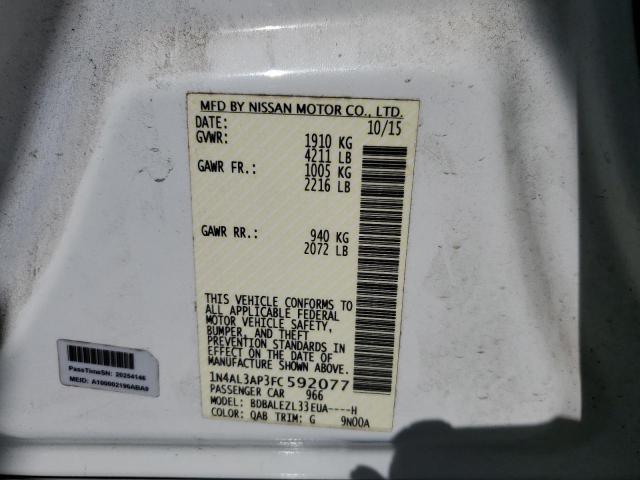 MFD BY NISSAN MOTOR CO., LTD.
DATE: 10/15
GVWR: 1910 KG
4211 LB
GAWR FR.: 1005 KG
2216 LB
GAWR RR.: 940 KG
2072 LB
THIS VEHICLE CONFORMS TO
ALL APPLICABLE FEDERAL
MOTOR VEHICLE SAFETY,
BUMPER, AND THEFT
PREVENTION STANDARDS IN
EFFECT ON THE DATE OF
MANUFACTURE SHOWN ABOVE.
1N4AL3AP3FC592077
PASSENGER CAR 966
MODEL: BDBALEZL33EUA----H
COLOR: QAB TRIM: G 9N00A
PassTimeSN: 20254146
MEID: A100002196ABA9